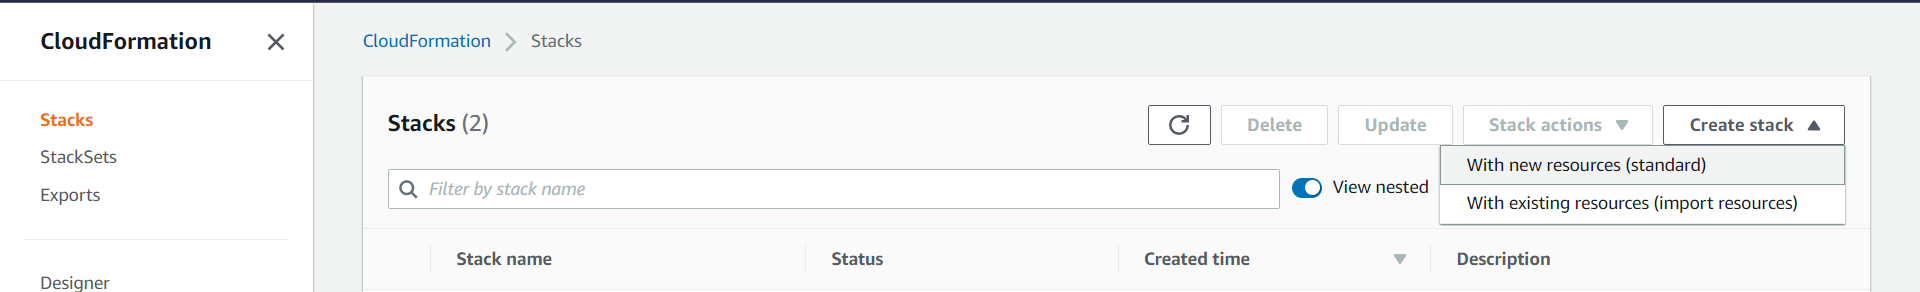 CloudFormation
Stacks
StackSets
Exports
Designer
CloudFormation > Stacks
Stacks (2)
Delete
Update
Stack actions
Create stack
With new resources (standard)
With existing resources (import resources)
Filter by stack name
View nested
Stack name
Status
Created time
Description